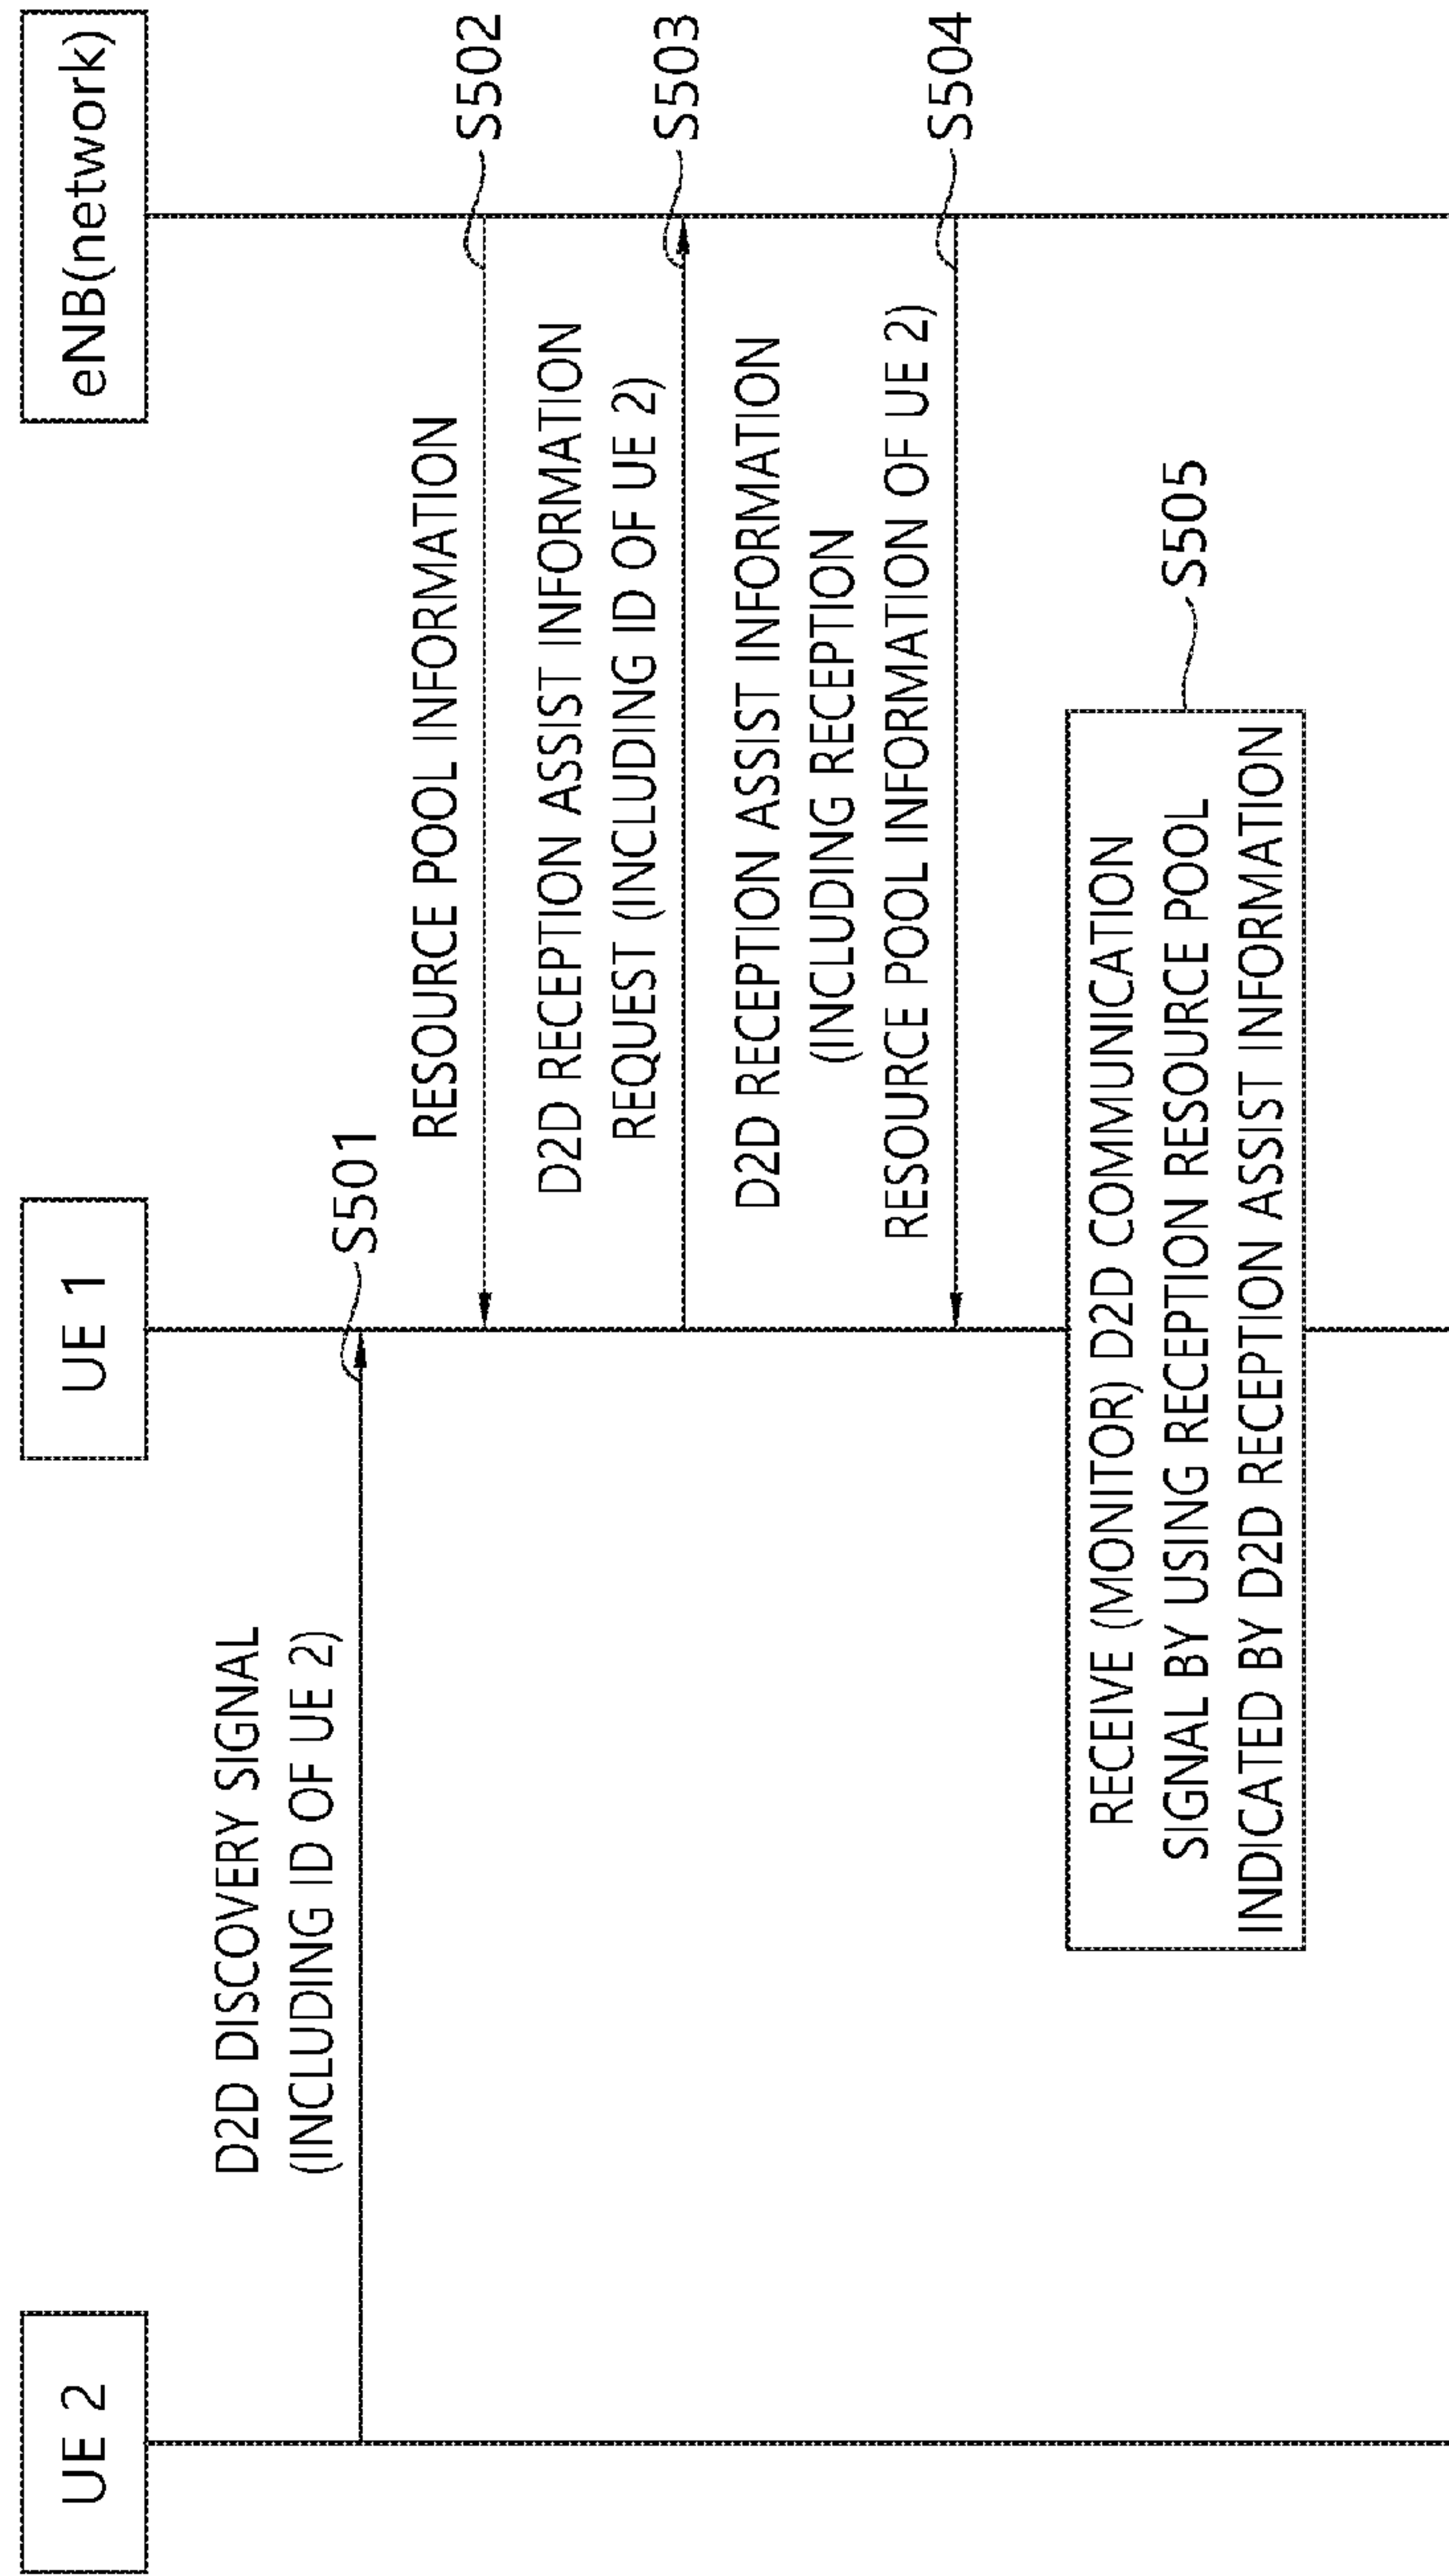 UE 2
UE 1
eNB(network)
D2D DISCOVERY SIGNAL
(INCLUDING ID OF UE 2)
S501
RESOURCE POOL INFORMATION
S502
D2D RECEPTION ASSIST INFORMATION
REQUEST (INCLUDING ID OF UE 2)
S503
D2D RECEPTION ASSIST INFORMATION
(INCLUDING RECEPTION
RESOURCE POOL INFORMATION OF UE 2)
S504
RECEIVE (MONITOR) D2D COMMUNICATION
SIGNAL BY USING RECEPTION RESOURCE POOL
INDICATED BY D2D RECEPTION ASSIST INFORMATION
S505